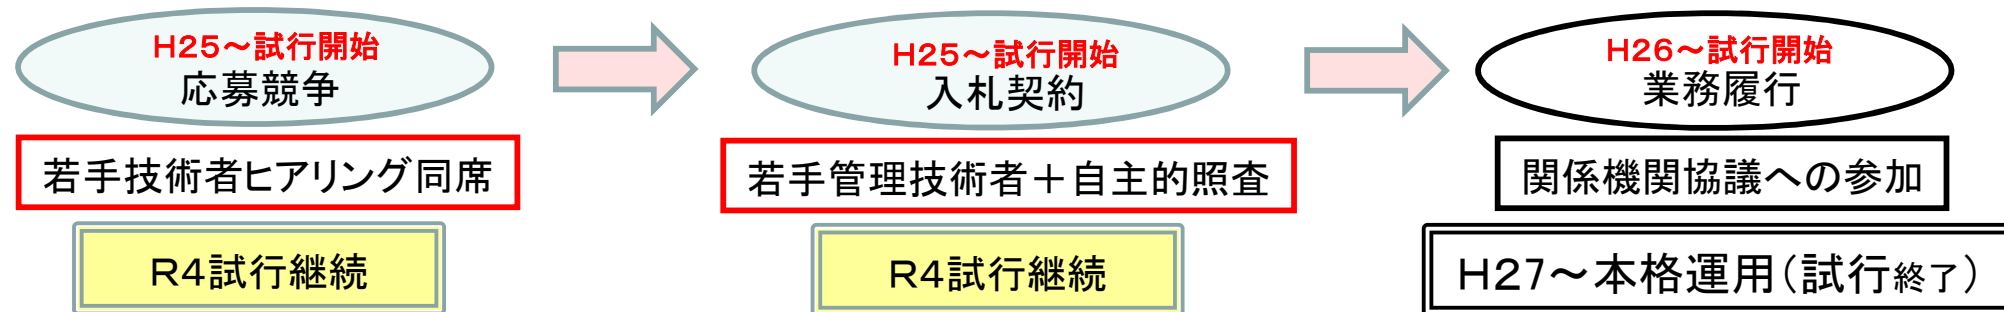 H25～試行開始
応募競争
若手技術者ヒアリング同席
R4試行継続
H25～試行開始
入札契約
若手管理技術者＋自主的照査
R4試行継続
H26～試行開始
業務履行
関係機関協議への参加
H27～本格運用（試行終了）